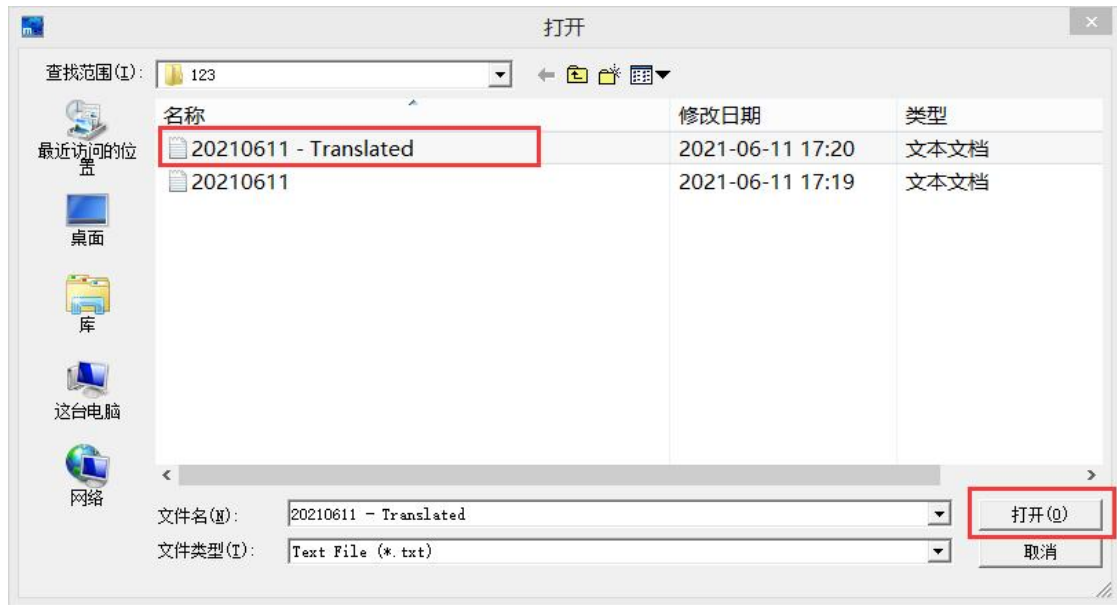 打开
查找范围(I):
123
名称
修改日期
类型
最近访问的位
置
20210611 - Translated
2021-06-11 17:20
文本文档
20210611
2021-06-11 17:19
文本文档
桌面
库
这台电脑
网络
文件名(N):
20210611 - Translated
打开(O)
文件类型(T):
Text File (*.txt)
取消